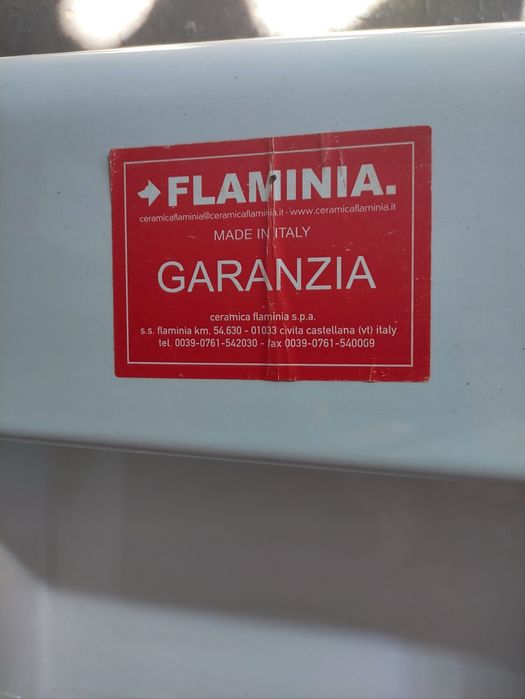 FLAMINIA.
ceramicaflaminia@ceramicaflaminia.it - www.ceramicaflaminia.it
MADE IN ITALY
GARANZIA
ceramica flaminia s.p.a.
s.s. flaminia km. 54,630 - 01033 civita castellana (vt) italy
tel. 0039-0761-542030 - fax 0039-0761-540069